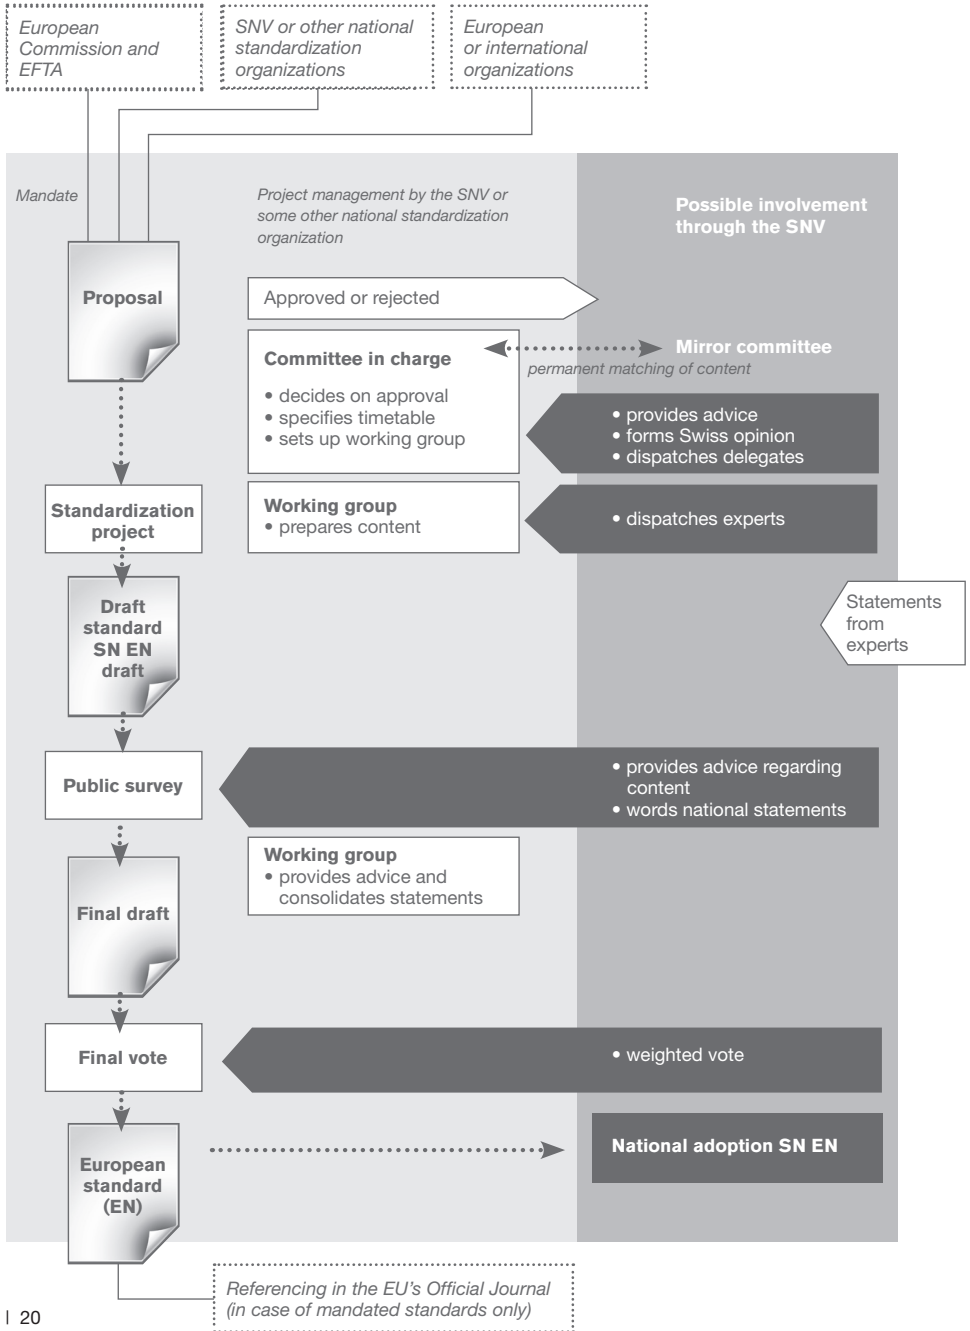 European
Commission and
EFTA
SNV or other national
standardization
organizations
European
or international
organizations
Mandate
Project management by the SNV or
some other national standardization
organization
Possible involvement
through the SNV
Proposal
Approved or rejected
Committee in charge
• decides on approval
• specifies timetable
• sets up working group
Mirror committee
permanent matching of content
• provides advice
• forms Swiss opinion
• dispatches delegates
Standardization
project
Working group
• prepares content
• dispatches experts
Draft
standard
SN EN
draft
Statements
from
experts
Public survey
• provides advice regarding
content
• words national statements
Working group
• provides advice and
consolidates statements
Final draft
Final vote
• weighted vote
European
standard
(EN)
National adoption SN EN
Referencing in the EU's Official Journal
(in case of mandated standards only)
| 20